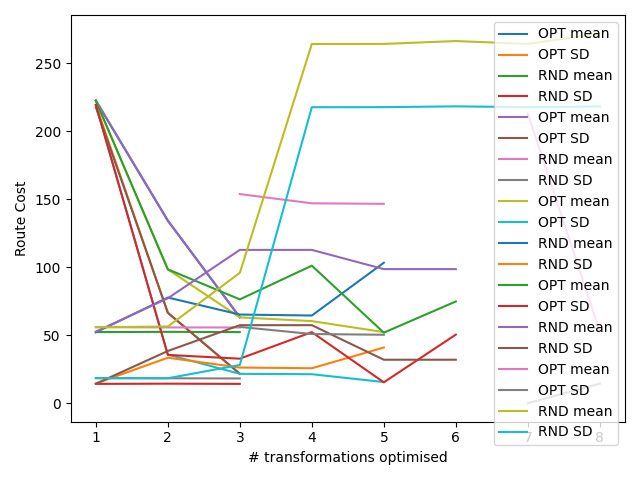 OPT mean
OPT SD
RND mean
RND SD
OPT mean
OPT SD
RND mean
RND SD
OPT mean
OPT SD
RND mean
RND SD
OPT mean
OPT SD
RND mean
RND SD
OPT mean
OPT SD
RND mean
RND SD
Route Cost
250
200
150
100
50
0
1 2 3 4 5 6 7 8
# transformations optimised